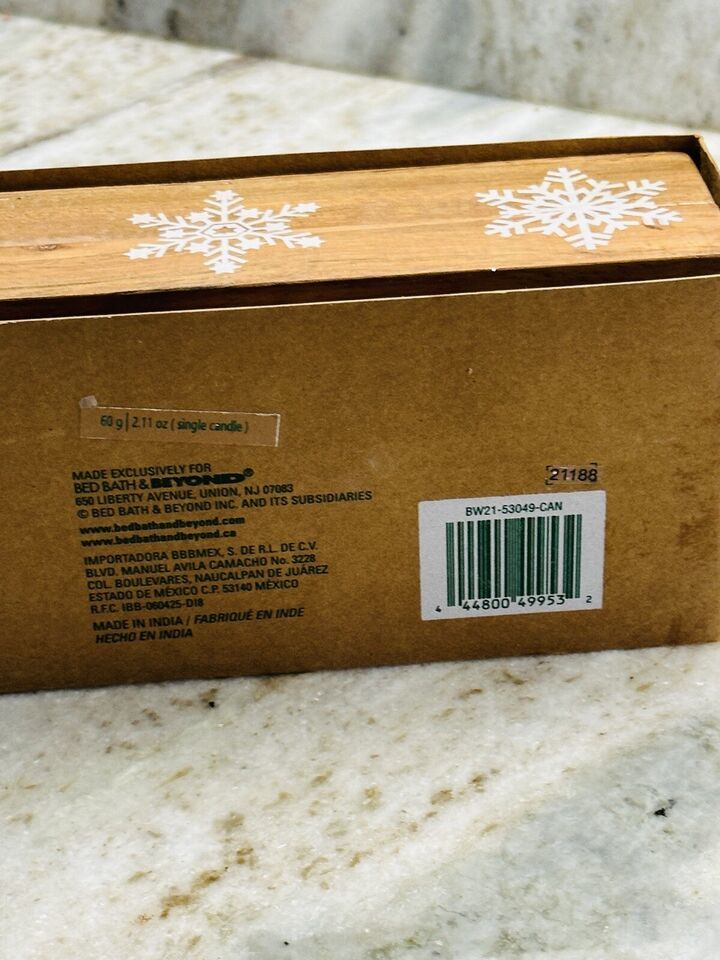 60 g | 2.11 oz ( single candle )
MADE EXCLUSIVELY FOR
BED BATH & BEYOND®
650 LIBERTY AVENUE, UNION, NJ 07083
© BED BATH & BEYOND INC. AND ITS SUBSIDIARIES
www.bedbathandbeyond.com
www.bedbathandbeyond.ca
IMPORTADORA BBBMEX, S. DE R.L. DE C.V.
BLVD. MANUEL AVILA CAMACHO No. 3228
COL. BOULEVARES, NAUCALPAN DE JUÁREZ
ESTADO DE MÉXICO C.P. 53140 MÉXICO
R.F.C. IBB-060425-DI8
MADE IN INDIA / FABRIQUÉ EN INDE
HECHO EN INDIA
21188
BW21-53049-CAN
4 44800 49953 2